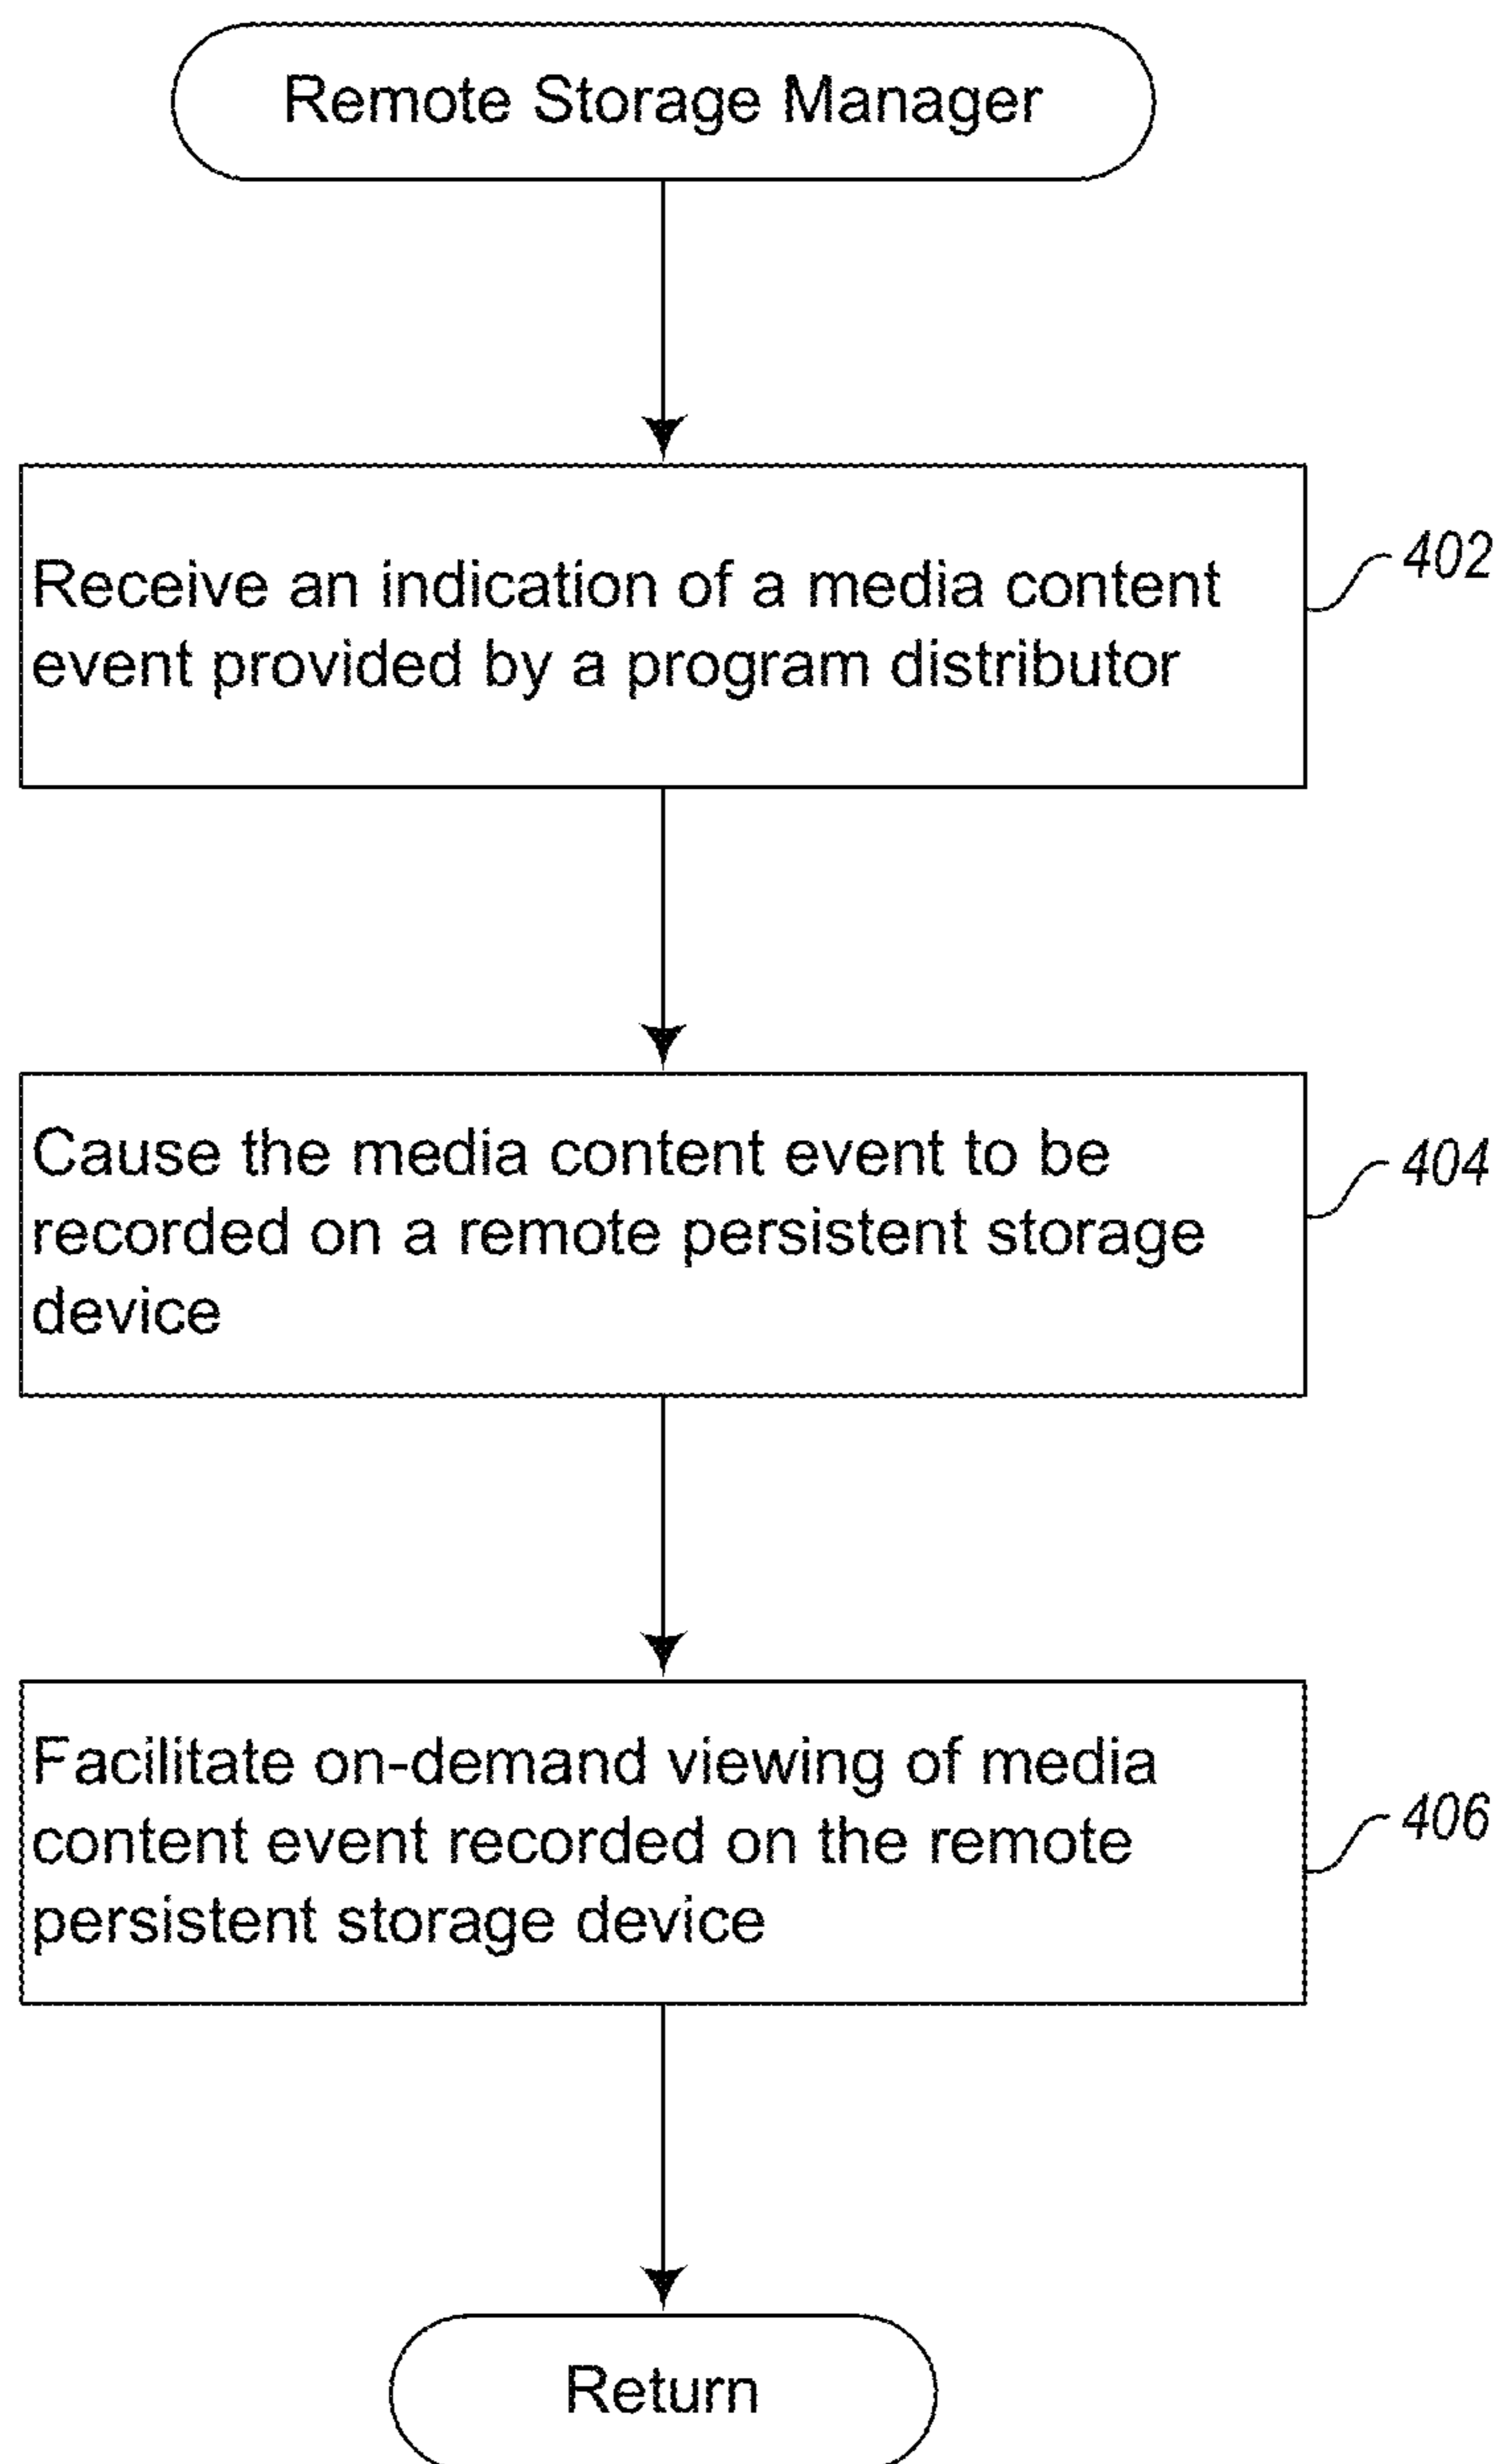 Remote Storage Manager
Receive an indication of a media content
event provided by a program distributor
402
Cause the media content event to be
recorded on a remote persistent storage
device
404
Facilitate on-demand viewing of media
content event recorded on the remote
persistent storage device
406
Return